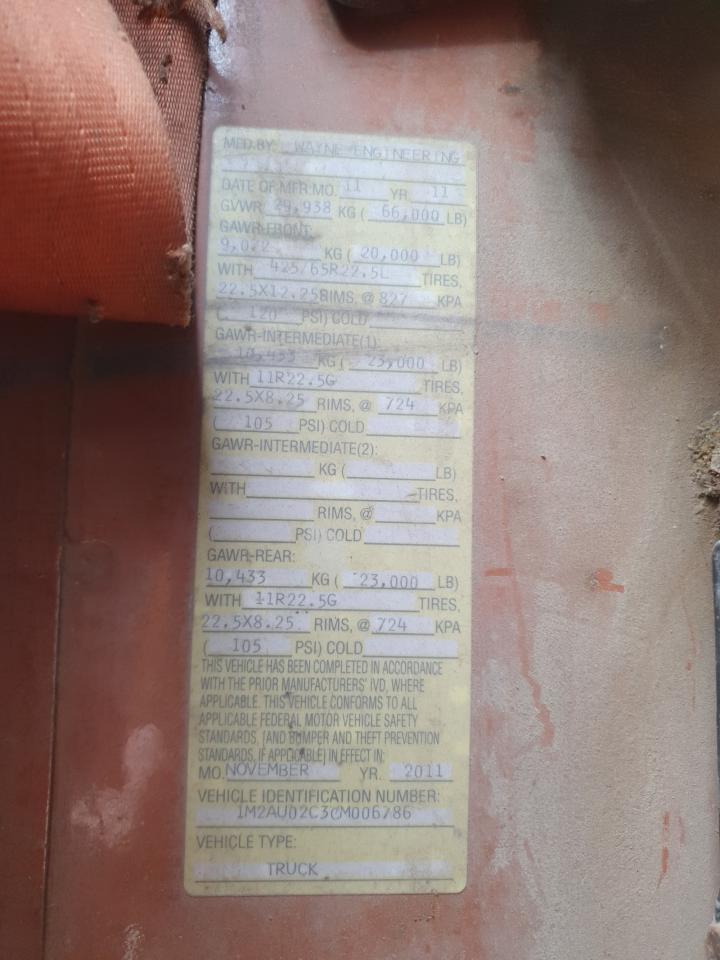 MFD.BY: WAYNE ENGINEERING
DATE OF MFR:MO. 11 YR. 11
GVWR 29,938 KG ( 66,000 LB)
GAWR-FRONT:
9,072 KG ( 20,000 LB)
WITH 425/65R22.5L TIRES,
22.5X12.25 RIMS, @ 827 KPA
( 120 PSI) COLD
GAWR-INTERMEDIATE(1):
10,433 KG ( 23,000 LB)
WITH 11R22.5G TIRES,
22.5X8.25 RIMS, @ 724 KPA
( 105 PSI) COLD
GAWR-INTERMEDIATE(2):
KG ( LB)
WITH TIRES,
RIMS, @ KPA
( PSI) COLD
GAWR-REAR:
10,433 KG ( 23,000 LB)
WITH 11R22.5G TIRES,
22.5X8.25 RIMS, @ 724 KPA
( 105 PSI) COLD
THIS VEHICLE HAS BEEN COMPLETED IN ACCORDANCE
WITH THE PRIOR MANUFACTURERS' IVD, WHERE
APPLICABLE. THIS VEHICLE CONFORMS TO ALL
APPLICABLE FEDERAL MOTOR VEHICLE SAFETY
STANDARDS, [AND BUMPER AND THEFT PREVENTION
STANDARDS, IF APPLICABLE] IN EFFECT IN:
MO. NOVEMBER YR. 2011
VEHICLE IDENTIFICATION NUMBER:
1M2AU02C3CM006786
VEHICLE TYPE:
TRUCK